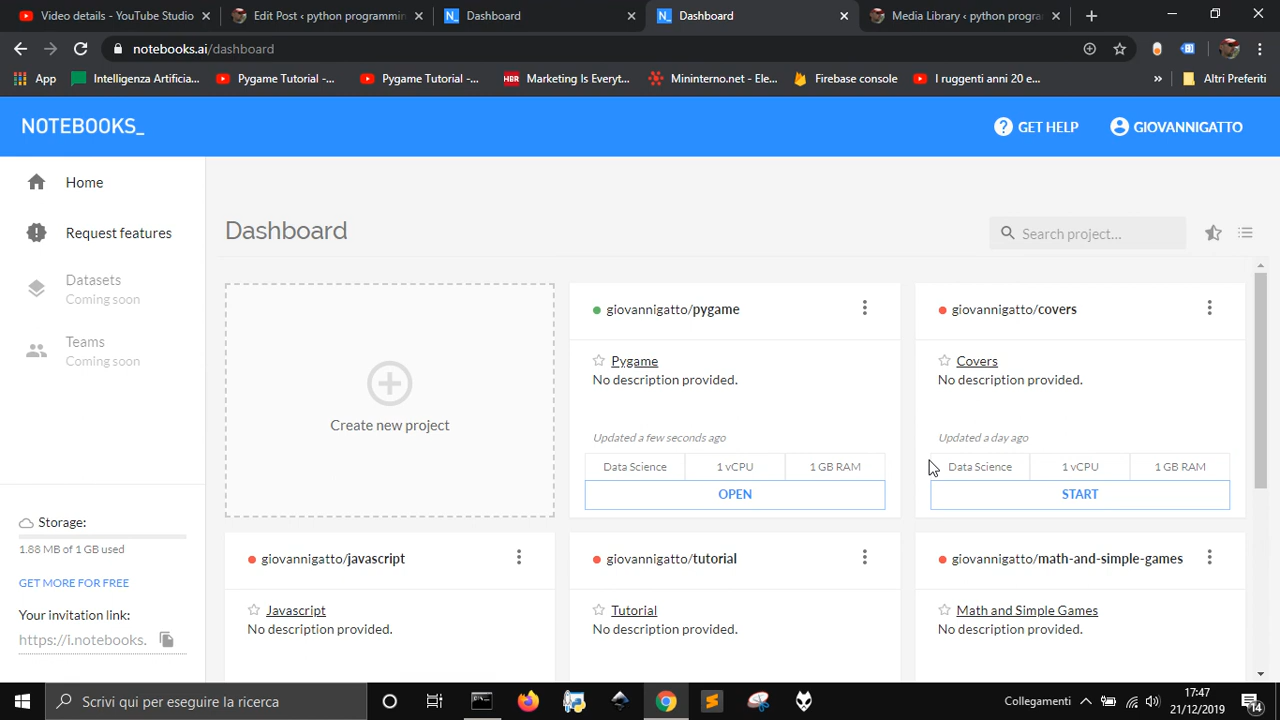 Video details - YouTube Studio
Edit Post ‹ python programmin
Dashboard
Dashboard
Media Library ‹ python progra
notebooks.ai/dashboard
App
Intelligenza Artificia...
Pygame Tutorial -...
Pygame Tutorial -...
HBR
Marketing Is Everyt...
Mininterno.net - Ele...
Firebase console
I ruggenti anni 20 e...
»
Altri Preferiti
NOTEBOOKS_
GET HELP
GIOVANNIGATTO
Home
Request features
Datasets
Coming soon
Teams
Coming soon
Storage:
1.88 MB of 1 GB used
GET MORE FOR FREE
Your invitation link:
https://i.notebooks.
Dashboard
Search project...
Create new project
giovannigatto/pygame
Pygame
No description provided.
Updated a few seconds ago
Data Science 1 vCPU 1 GB RAM
OPEN
giovannigatto/covers
Covers
No description provided.
Updated a day ago
Data Science 1 vCPU 1 GB RAM
START
giovannigatto/javascript
Javascript
No description provided.
giovannigatto/tutorial
Tutorial
No description provided.
giovannigatto/math-and-simple-games
Math and Simple Games
No description provided.
Scrivi qui per eseguire la ricerca
Collegamenti
17:47
21/12/2019
14